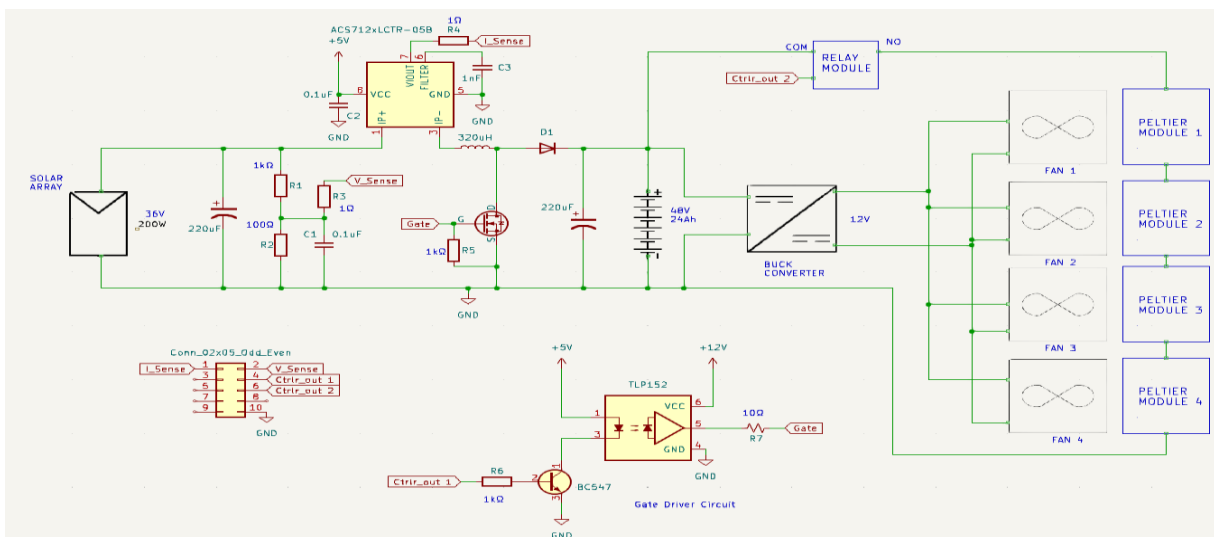 ACS712xLCTR-05B
1Ω
R4
I_Sense
+5V
7
6
VIOUT
FILTER
C3
1nF
8
VCC
GND
5
0.1uF
C2
GND
IP+
IP-
GND
1
3
320uH
D1
COM
RELAY
MODULE
NO
Ctrlr_out 2
SOLAR
ARRAY
36V
200W
220uF
1kΩ
R1
V_Sense
R3
1Ω
100Ω
R2
C1
0.1uF
Gate
G
D
S
1kΩ
R5
220uF
48V
24Ah
12V
BUCK
CONVERTER
GND
FAN 1
FAN 2
FAN 3
FAN 4
PELTIER
MODULE 1
PELTIER
MODULE 2
PELTIER
MODULE 3
PELTIER
MODULE 4
Conn_02x05_Odd_Even
I_Sense
1
2
V_Sense
3
4
Ctrlr_out 1
5
6
Ctrlr_out 2
7
8
9
10
GND
+5V
+12V
TLP152
1
VCC
6
3
5
GND
4
10Ω
R7
Gate
GND
Ctrlr_out 1
R6
1kΩ
2
1
3
BC547
GND
Gate Driver Circuit